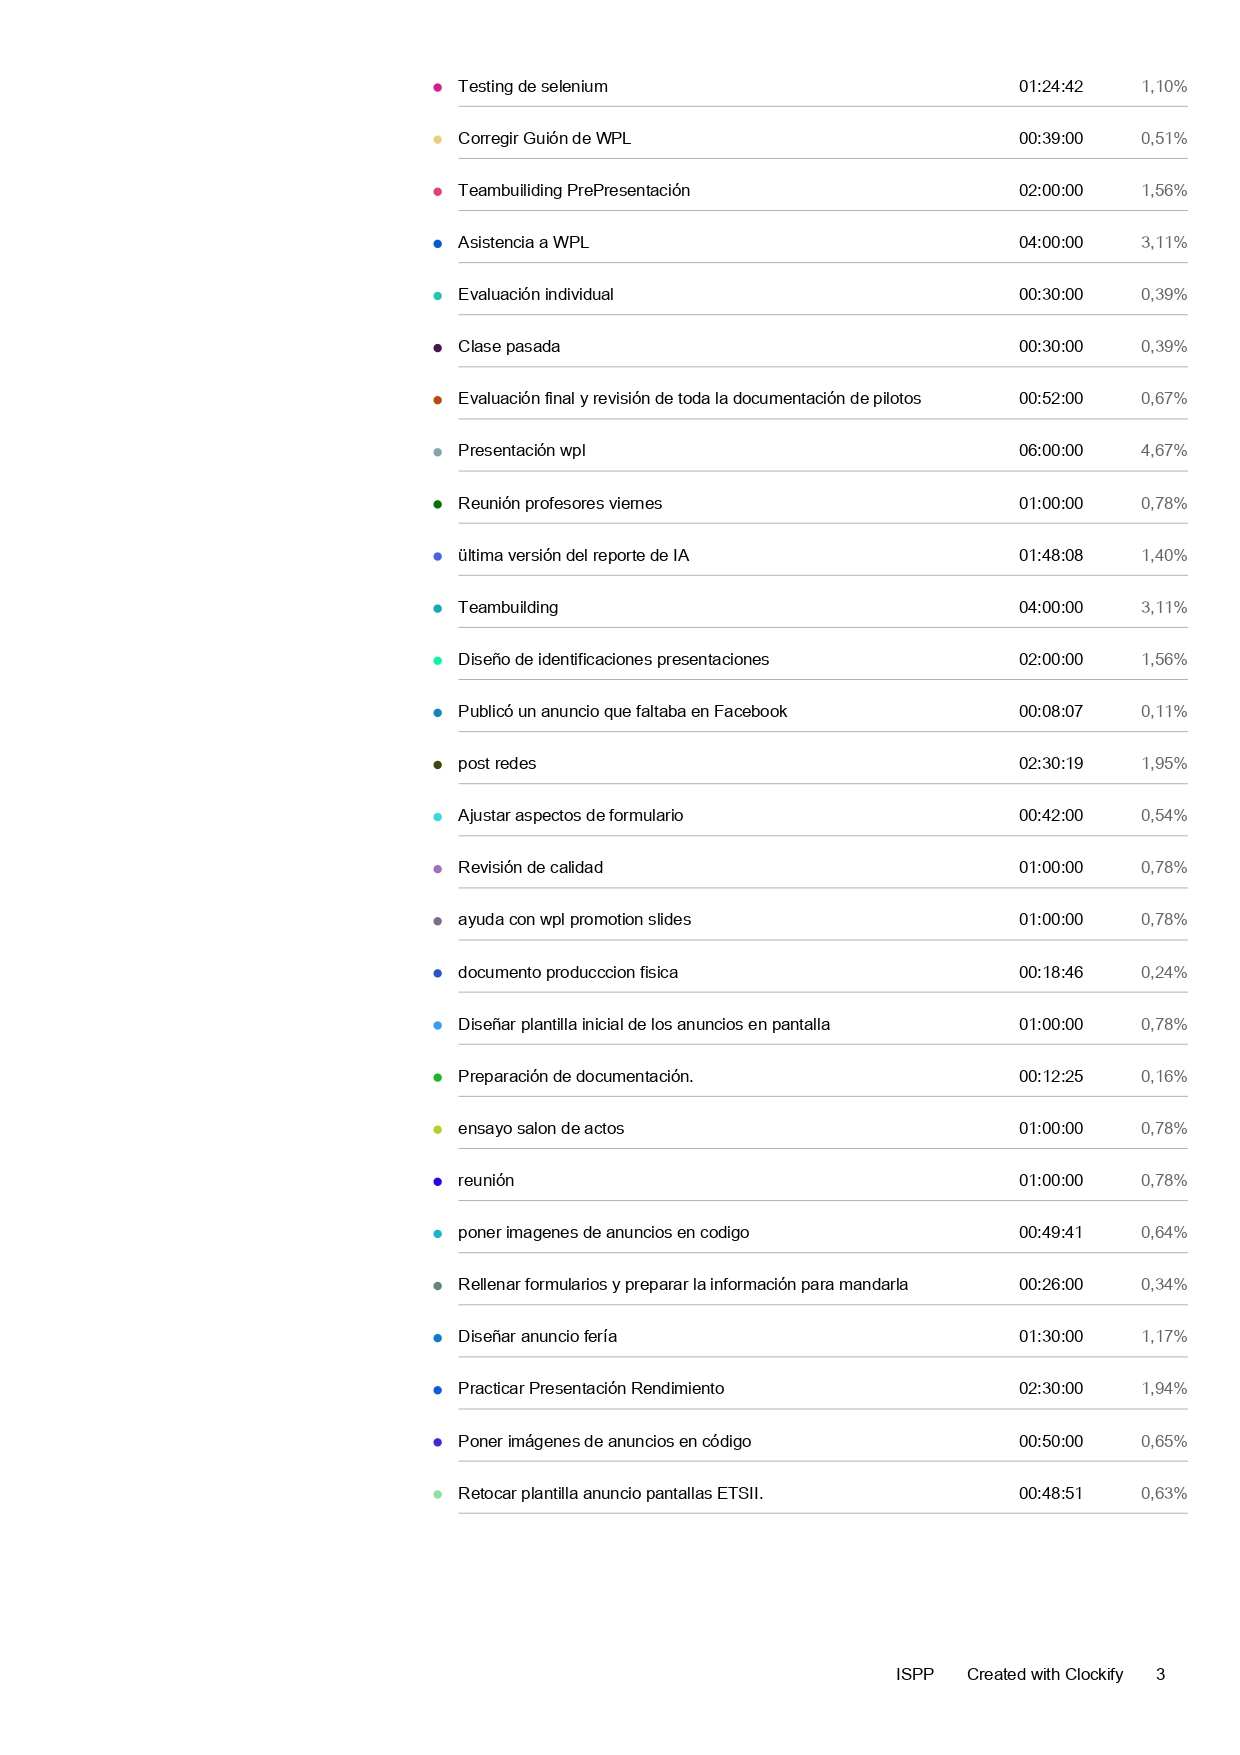 Testing de selenium 01:24:42 1,10%
Corregir Guión de WPL 00:39:00 0,51%
Teambuiliding PrePresentación 02:00:00 1,56%
Asistencia a WPL 04:00:00 3,11%
Evaluación individual 00:30:00 0,39%
Clase pasada 00:30:00 0,39%
Evaluación final y revisión de toda la documentación de pilotos 00:52:00 0,67%
Presentación wpl 06:00:00 4,67%
Reunión profesores viernes 01:00:00 0,78%
ültima versión del reporte de IA 01:48:08 1,40%
Teambuilding 04:00:00 3,11%
Diseño de identificaciones presentaciones 02:00:00 1,56%
Publicó un anuncio que faltaba en Facebook 00:08:07 0,11%
post redes 02:30:19 1,95%
Ajustar aspectos de formulario 00:42:00 0,54%
Revisión de calidad 01:00:00 0,78%
ayuda con wpl promotion slides 01:00:00 0,78%
documento producccion fisica 00:18:46 0,24%
Diseñar plantilla inicial de los anuncios en pantalla 01:00:00 0,78%
Preparación de documentación. 00:12:25 0,16%
ensayo salon de actos 01:00:00 0,78%
reunión 01:00:00 0,78%
poner imagenes de anuncios en codigo 00:49:41 0,64%
Rellenar formularios y preparar la información para mandarla 00:26:00 0,34%
Diseñar anuncio fería 01:30:00 1,17%
Practicar Presentación Rendimiento 02:30:00 1,94%
Poner imágenes de anuncios en código 00:50:00 0,65%
Retocar plantilla anuncio pantallas ETSII. 00:48:51 0,63%
ISPP Created with Clockify 3